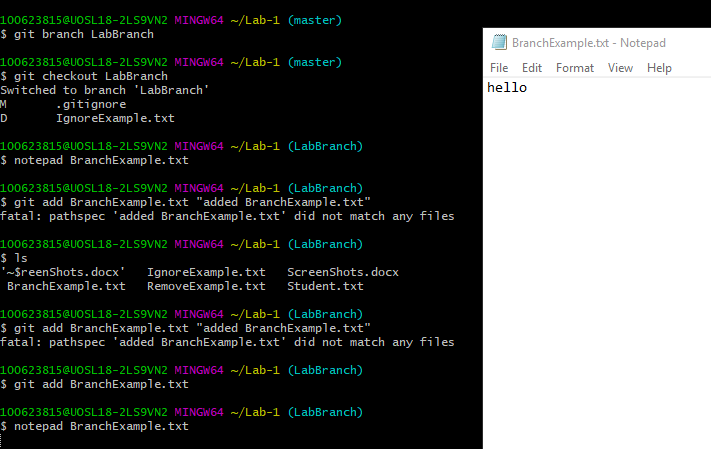 100623815@UOSL18-2LS9VN2 MINGW64 ~/Lab-1 (master)
$ git branch LabBranch
100623815@UOSL18-2LS9VN2 MINGW64 ~/Lab-1 (master)
$ git checkout LabBranch
Switched to branch 'LabBranch'
M       .gitignore
D       IgnoreExample.txt
100623815@UOSL18-2LS9VN2 MINGW64 ~/Lab-1 (LabBranch)
$ notepad BranchExample.txt
100623815@UOSL18-2LS9VN2 MINGW64 ~/Lab-1 (LabBranch)
$ git add BranchExample.txt "added BranchExample.txt"
fatal: pathspec 'added BranchExample.txt' did not match any files
100623815@UOSL18-2LS9VN2 MINGW64 ~/Lab-1 (LabBranch)
$ ls
'~$reenShots.docx'   IgnoreExample.txt   ScreenShots.docx
 BranchExample.txt   RemoveExample.txt   Student.txt
100623815@UOSL18-2LS9VN2 MINGW64 ~/Lab-1 (LabBranch)
$ git add BranchExample.txt "added BranchExample.txt"
fatal: pathspec 'added BranchExample.txt' did not match any files
100623815@UOSL18-2LS9VN2 MINGW64 ~/Lab-1 (LabBranch)
$ git add BranchExample.txt
100623815@UOSL18-2LS9VN2 MINGW64 ~/Lab-1 (LabBranch)
$ notepad BranchExample.txt
BranchExample.txt - Notepad
File Edit Format View Help
hello